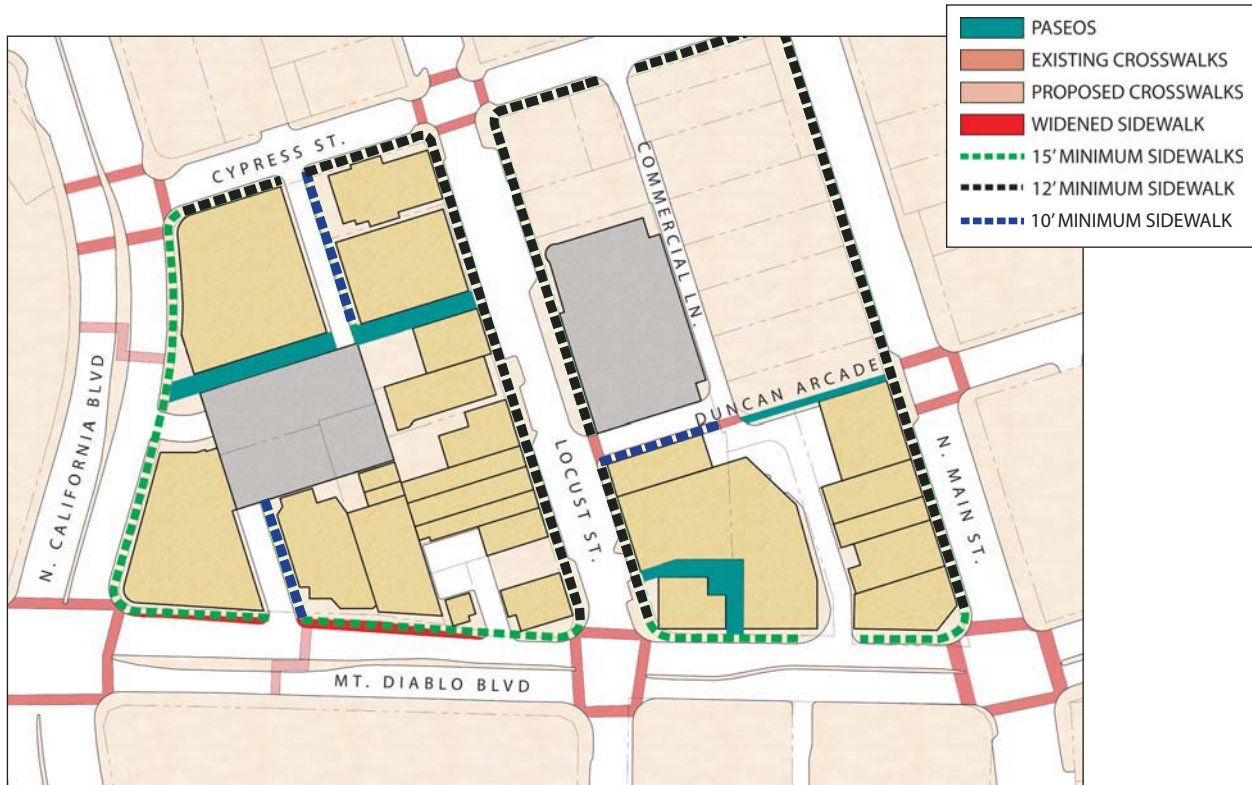 PASEOS
EXISTING CROSSWALKS
PROPOSED CROSSWALKS
WIDENED SIDEWALK
15' MINIMUM SIDEWALKS
12' MINIMUM SIDEWALK
10' MINIMUM SIDEWALK
CYPRESS ST.
COMMERCIAL LN.
DUNCAN ARCADE
N. CALIFORNIA BLVD
LOCUST ST.
N. MAIN ST.
MT. DIABLO BLVD